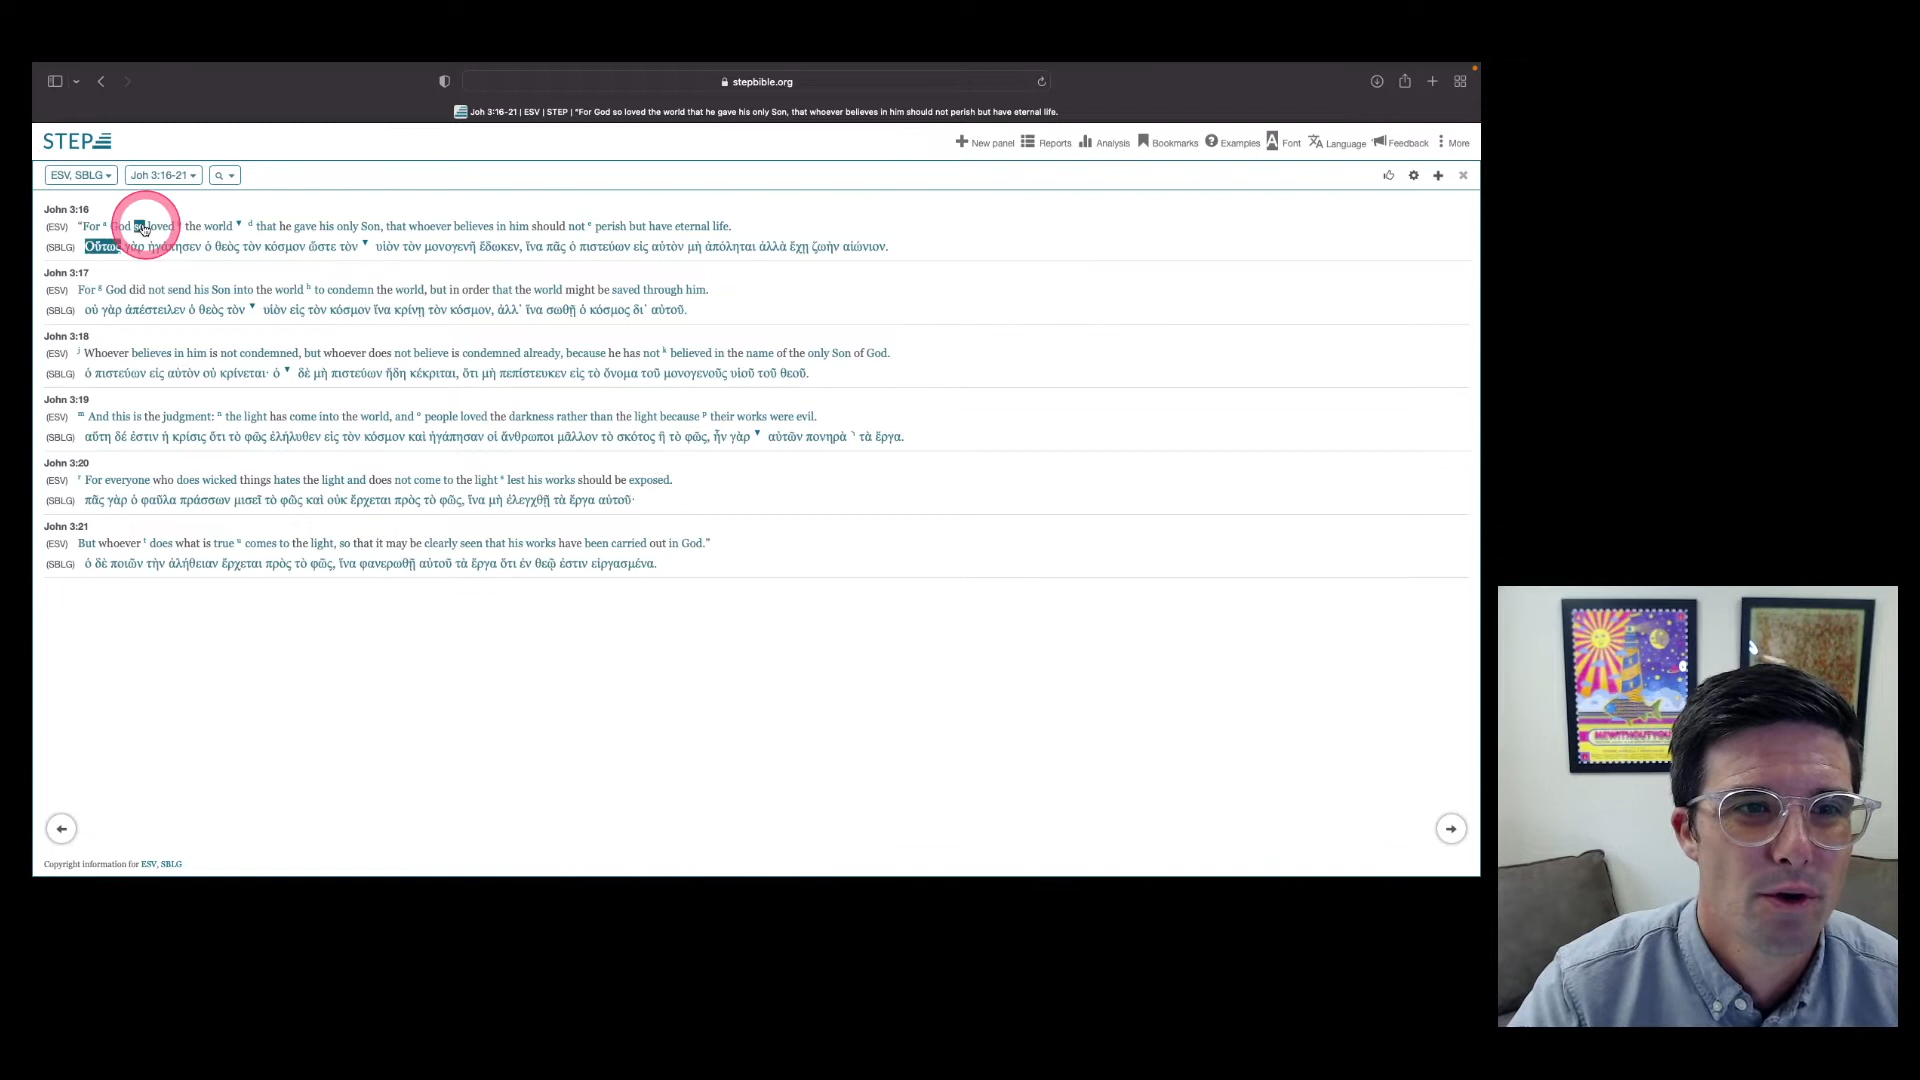 stepbible.org
Joh 3:16-21 | ESV | STEP | "For God so loved the world that he gave his only Son, that whoever believes in him should not perish but have eternal life.
STEP
New panel Reports Analysis Bookmarks Examples A Font Language Feedback More
ESV, SBLG Joh 3:16-21
John 3:16
(ESV) “For a God so loved the world d that he gave his only Son, that whoever believes in him should not e perish but have eternal life.
(SBLG) Οὕτως γὰρ ἠγάπησεν ὁ θεὸς τὸν κόσμον ὥστε τὸν υἱὸν τὸν μονογενῆ ἔδωκεν, ἵνα πᾶς ὁ πιστεύων εἰς αὐτὸν μὴ ἀπόληται ἀλλὰ ἔχῃ ζωὴν αἰώνιον.
John 3:17
(ESV) For g God did not send his Son into the world h to condemn the world, but in order that the world might be saved through him.
(SBLG) οὐ γὰρ ἀπέστειλεν ὁ θεὸς τὸν υἱὸν εἰς τὸν κόσμον ἵνα κρίνῃ τὸν κόσμον, ἀλλ᾽ ἵνα σωθῇ ὁ κόσμος δι᾽ αὐτοῦ.
John 3:18
(ESV) j Whoever believes in him is not condemned, but whoever does not believe is condemned already, because he has not k believed in the name of the only Son of God.
(SBLG) ὁ πιστεύων εἰς αὐτὸν οὐ κρίνεται· ὁ δὲ μὴ πιστεύων ἤδη κέκριται, ὅτι μὴ πεπίστευκεν εἰς τὸ ὄνομα τοῦ μονογενοῦς υἱοῦ τοῦ θεοῦ.
John 3:19
(ESV) m And this is the judgment: n the light has come into the world, and o people loved the darkness rather than the light because p their works were evil.
(SBLG) αὕτη δέ ἐστιν ἡ κρίσις ὅτι τὸ φῶς ἐλήλυθεν εἰς τὸν κόσμον καὶ ἠγάπησαν οἱ ἄνθρωποι μᾶλλον τὸ σκότος ἢ τὸ φῶς, ἦν γὰρ αὐτῶν πονηρὰ τὰ ἔργα.
John 3:20
(ESV) r For everyone who does wicked things hates the light and does not come to the light s lest his works should be exposed.
(SBLG) πᾶς γὰρ ὁ φαῦλα πράσσων μισεῖ τὸ φῶς καὶ οὐκ ἔρχεται πρὸς τὸ φῶς, ἵνα μὴ ἐλεγχθῇ τὰ ἔργα αὐτοῦ·
John 3:21
(ESV) But whoever t does what is true u comes to the light, so that it may be clearly seen that his works have been carried out in God.”
(SBLG) ὁ δὲ ποιῶν τὴν ἀλήθειαν ἔρχεται πρὸς τὸ φῶς, ἵνα φανερωθῇ αὐτοῦ τὰ ἔργα ὅτι ἐν θεῷ ἐστιν εἰργασμένα.
Copyright information for ESV, SBLG
MEWITHOUTYOU